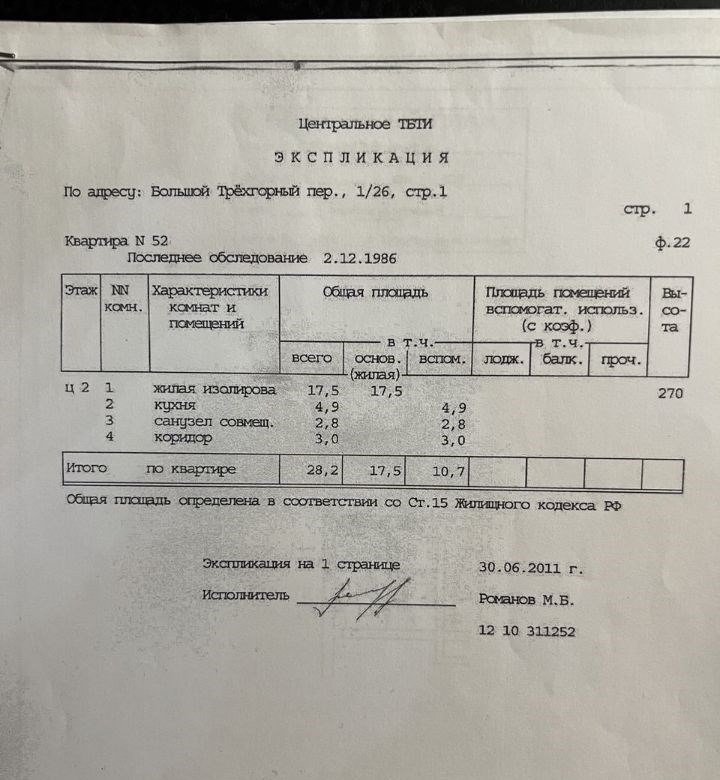 Центральное ТБТИ
ЭКСПЛИКАЦИЯ
По адресу: Большой Трёхгорный пер., 1/26, стр.1
стр. 1
Квартира N 52
ф.22
Последнее обследование 2.12.1986
Этаж NN Характеристики Общая площадь Площадь помещений Вы-
комн. комнат и вспомогат. использ. со-
помещений (с коэф.) та
в т.ч. в т.ч.
всего основ. вспом. лодж. балк. проч.
(жилая)
Ц 2 1 жилая изолирова 17,5 17,5 270
2 кухня 4,9 4,9
3 санузел совмещ. 2,8 2,8
4 коридор 3,0 3,0
Итого по квартире 28,2 17,5 10,7
Общая площадь определена в соответствии со Ст.15 Жилищного кодекса РФ
Экспликация на 1 странице 30.06.2011 г.
Исполнитель Романов М.Б.
12 10 311252